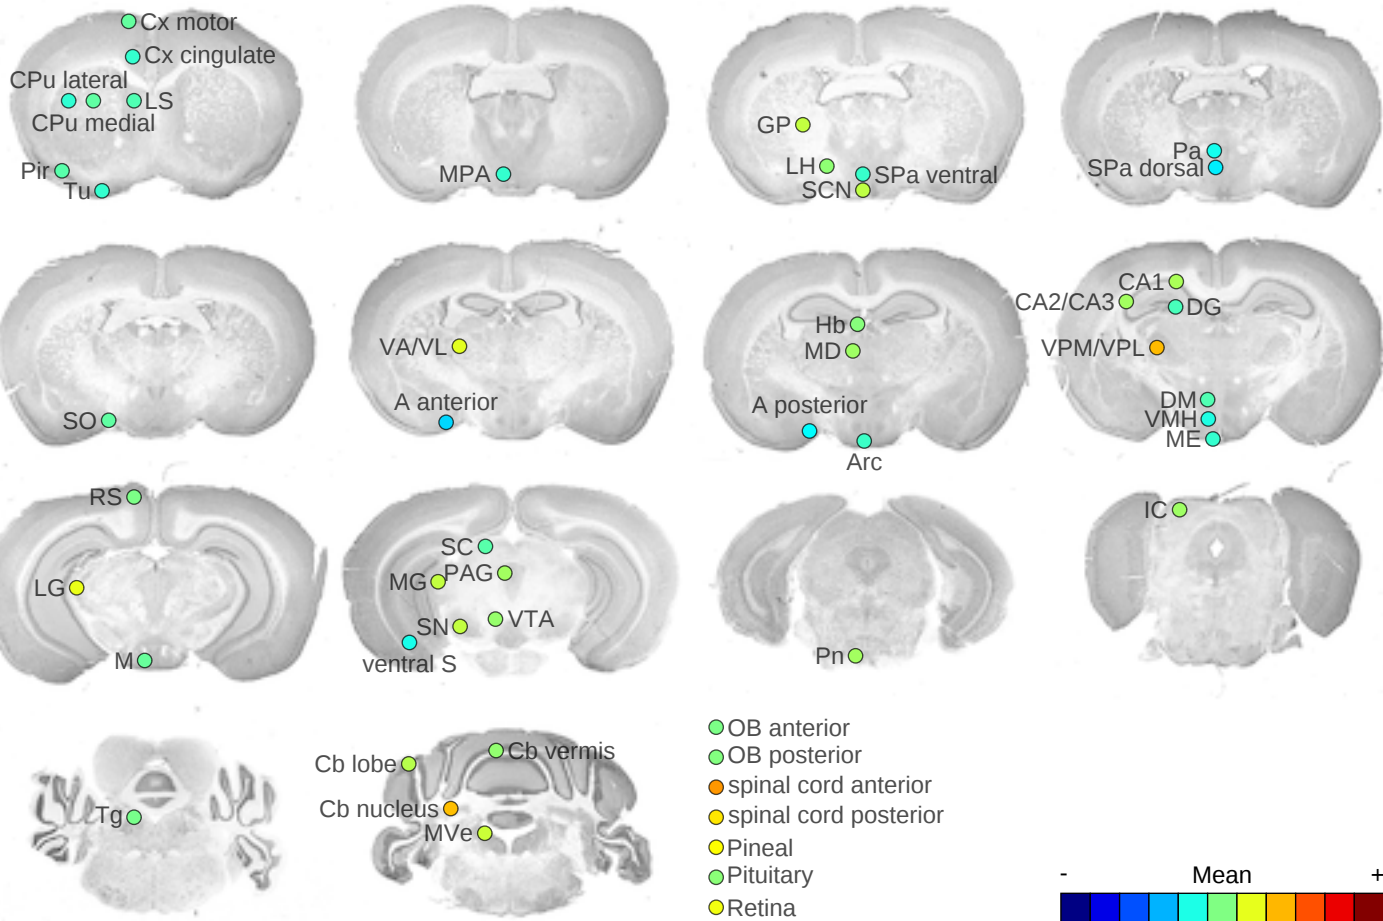 Cx motor
Cx cingulate
CPu lateral
LS
CPu medial
Pir
Tu
MPA
GP
LH
SPa ventral
SCN
Pa
SPa dorsal
SO
VA/VL
A anterior
Hb
MD
A posterior
Arc
CA1
CA2/CA3
DG
VPM/VPL
DM
VMH
ME
RS
LG
M
SC
PAG
MG
VTA
SN
ventral S
Pn
IC
Tg
Cb vermis
Cb lobe
Cb nucleus
MVe
OB anterior
OB posterior
spinal cord anterior
spinal cord posterior
Pineal
Pituitary
Retina
- Mean +